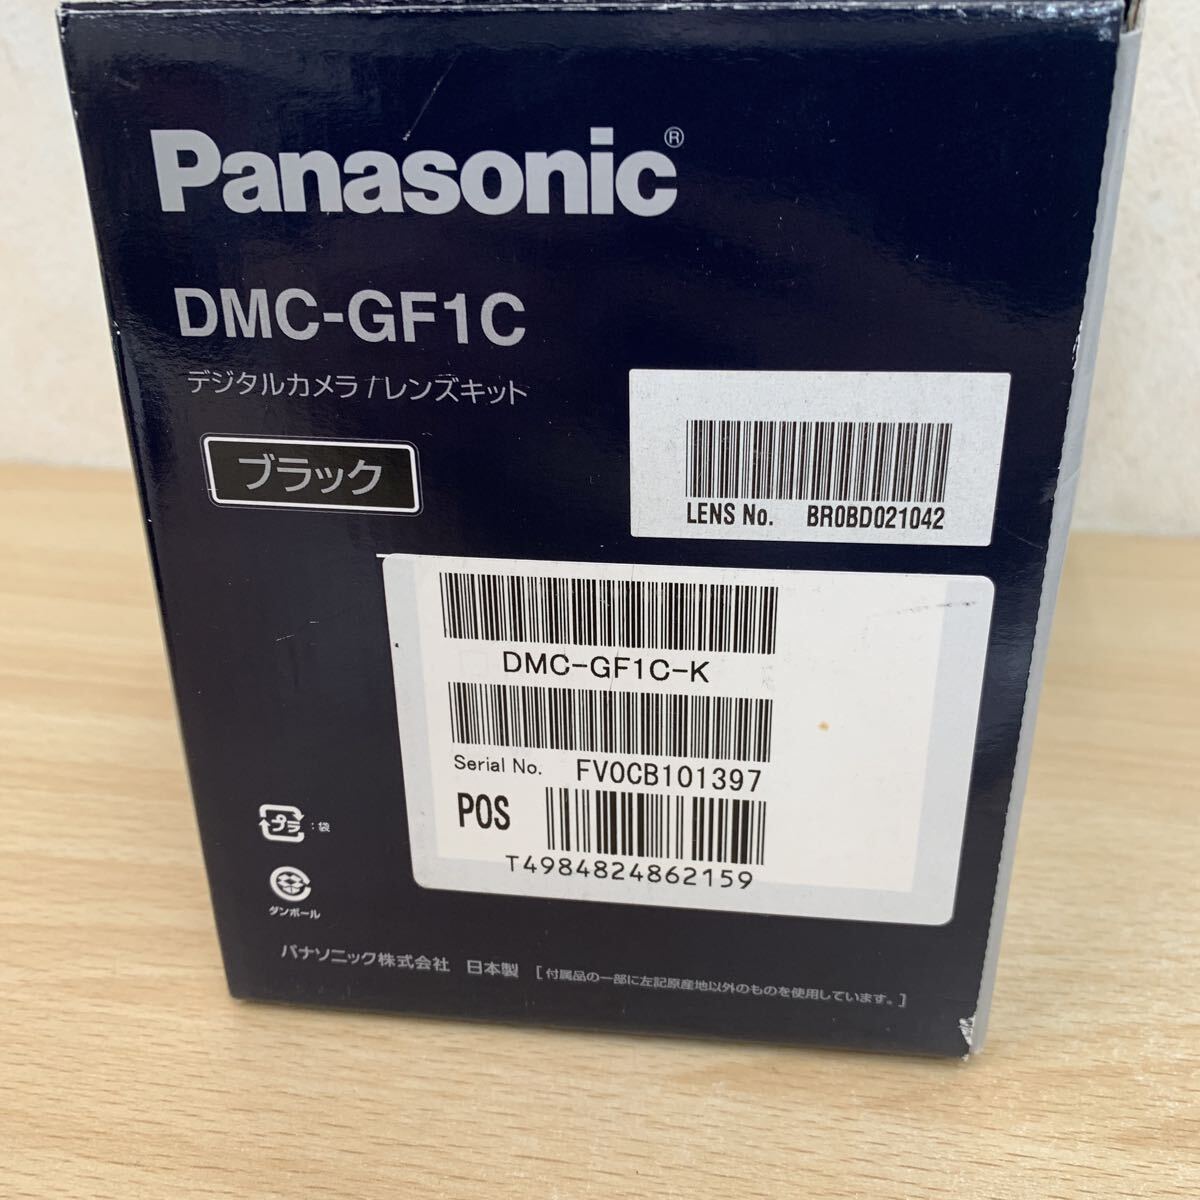 Panasonic®
DMC-GF1C
デジタルカメラ/レンズキット
ブラック
LENS No. BR0BD021042
DMC-GF1C-K
Serial No. FV0CB101397
POS
T4984824862159
プラ :袋
ダンボール
パナソニック株式会社 日本製 [付属品の一部に左記原産地以外のものを使用しています。]